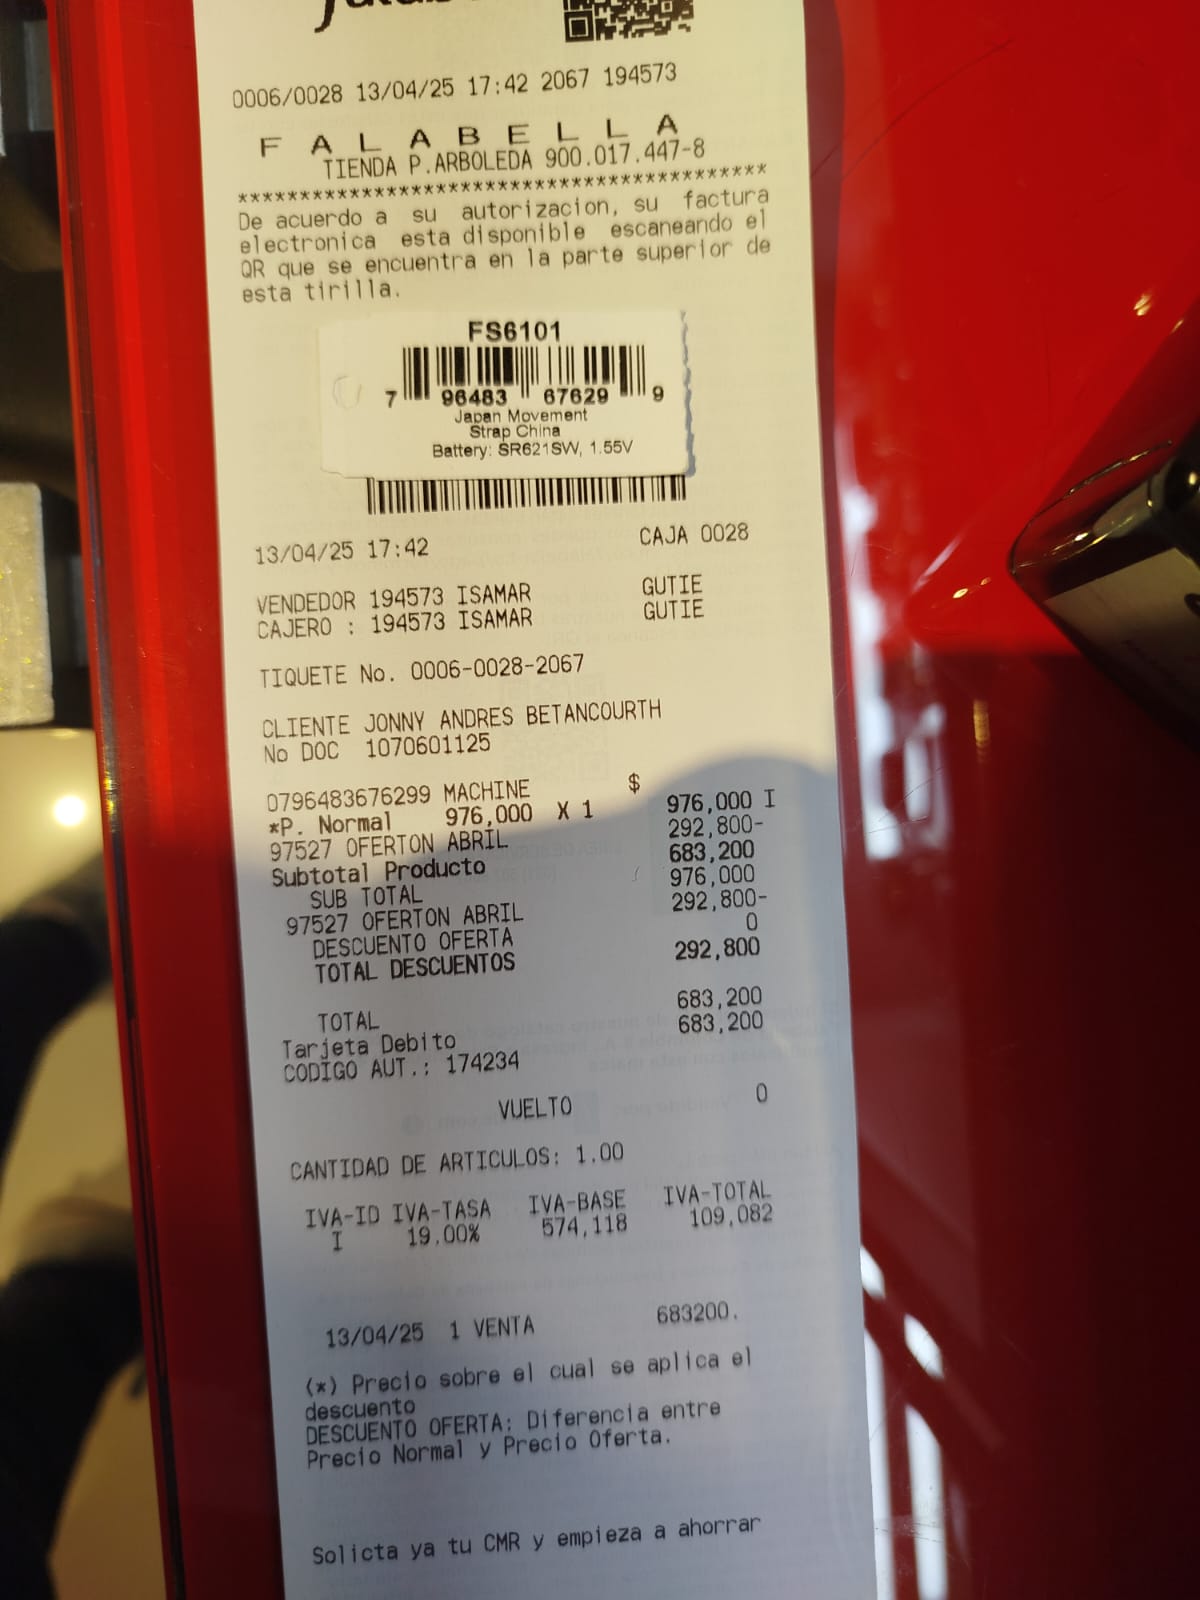 0006/0028 13/04/25 17:42 2067 194573
F A L A B E L L A
TIENDA P.ARBOLEDA 900.017.447-8
******************************************
De acuerdo a su autorizacion, su factura
electronica esta disponible escaneando el
QR que se encuentra en la parte superior de
esta tirilla.
FS6101
7 96483 67629 9
Japan Movement
Strap China
Battery: SR621SW, 1.55V
13/04/25 17:42 CAJA 0028
VENDEDOR 194573 ISAMAR GUTIE
CAJERO : 194573 ISAMAR GUTIE
TIQUETE No. 0006-0028-2067
CLIENTE JONNY ANDRES BETANCOURTH
No DOC 1070601125
0796483676299 MACHINE $ 976,000 I
*P. Normal 976,000 X 1
97527 OFERTON ABRIL 292,800-
Subtotal Producto 683,200
SUB TOTAL 976,000
97527 OFERTON ABRIL 292,800-
DESCUENTO OFERTA 0
TOTAL DESCUENTOS 292,800
TOTAL 683,200
Tarjeta Debito 683,200
CODIGO AUT.: 174234
VUELTO 0
CANTIDAD DE ARTICULOS: 1.00
IVA-ID IVA-TASA IVA-BASE IVA-TOTAL
I 19.00% 574,118 109,082
13/04/25 1 VENTA 683200.
(*) Precio sobre el cual se aplica el
descuento
DESCUENTO OFERTA: Diferencia entre
Precio Normal y Precio Oferta.
Solicta ya tu CMR y empieza a ahorrar